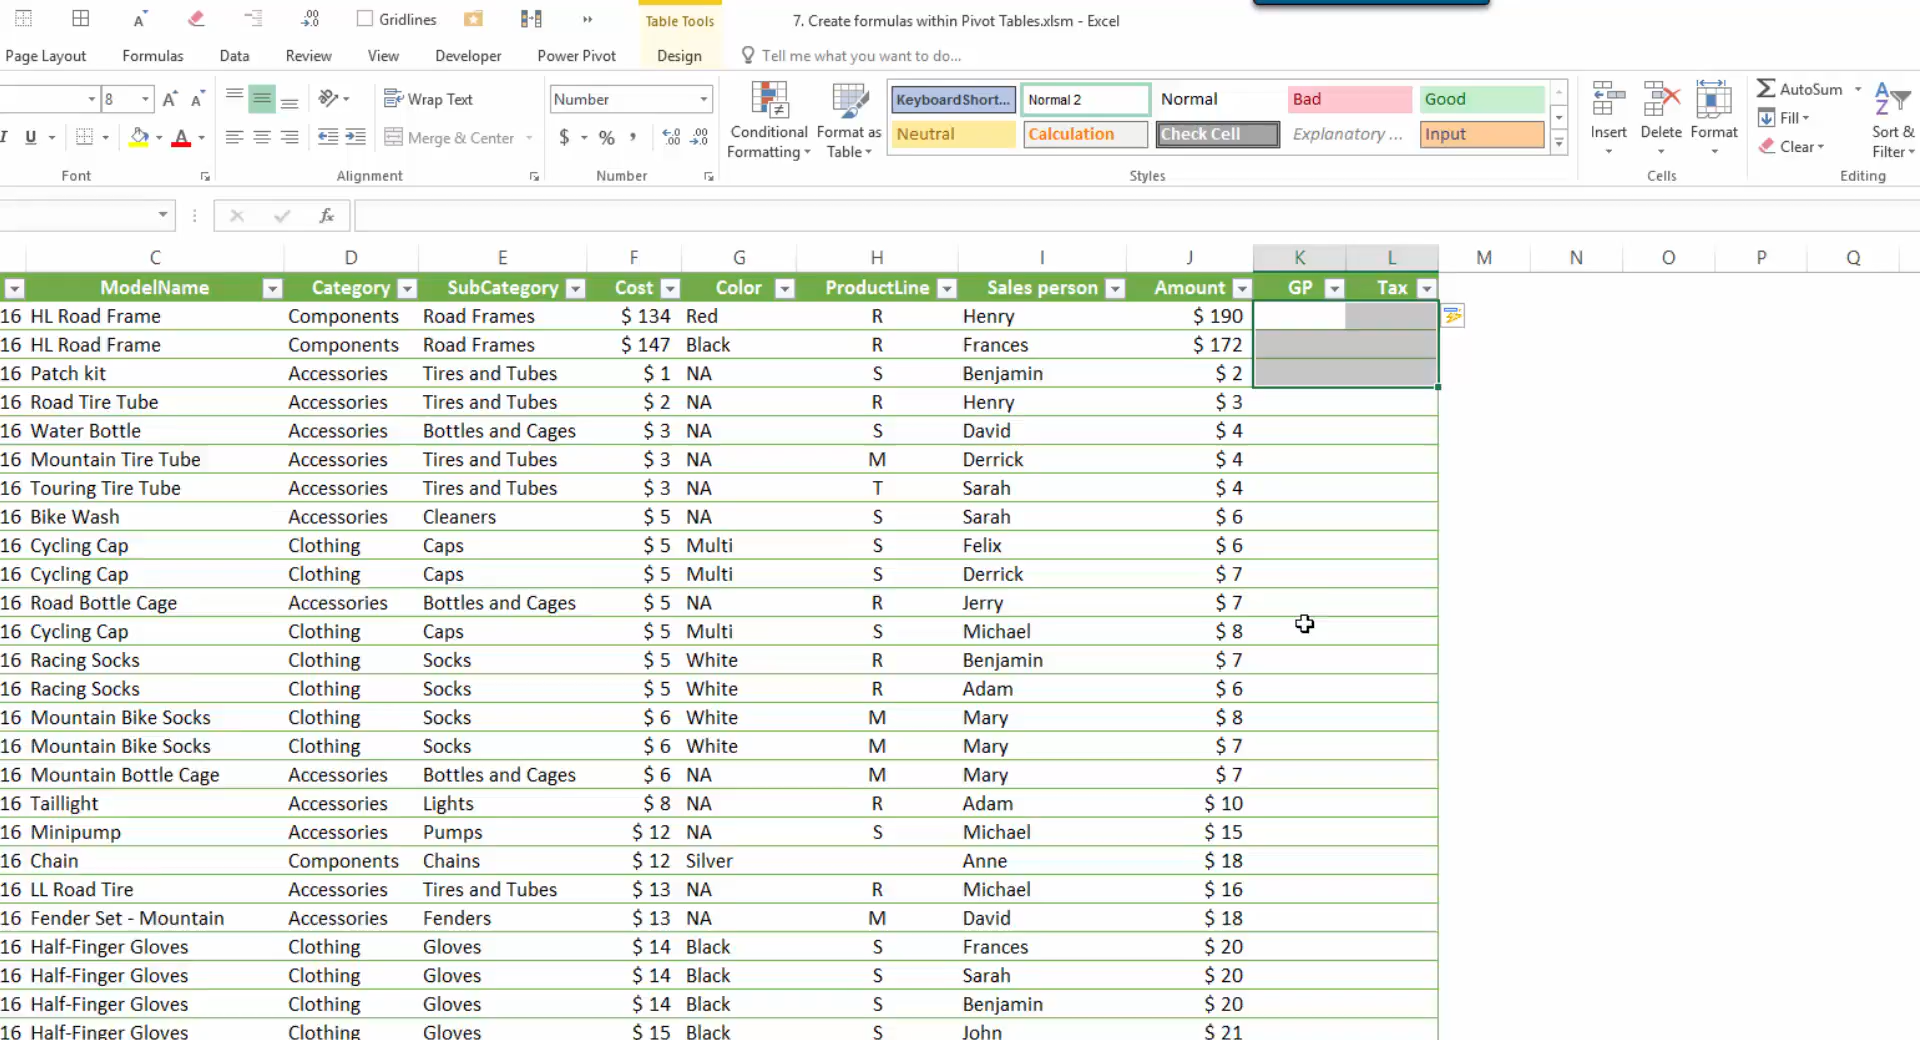 Gridlines
Table Tools
7. Create formulas within Pivot Tables.xlsm - Excel
Page Layout Formulas Data Review View Developer Power Pivot Design Tell me what you want to do...
8 Wrap Text Number Conditional Formatting Format as Table KeyboardShort... Normal 2 Normal Bad Good Insert Delete Format AutoSum
I U A Merge & Center $ % Neutral Calculation Check Cell Explanatory ... Input Fill Clear Sort & Filter
Font Alignment Number Styles Cells Editing
fx
C D E F G H I J K L M N O P Q
ModelName Category SubCategory Cost Color ProductLine Sales person Amount GP Tax
16 HL Road Frame Components Road Frames $ 134 Red R Henry $ 190
16 HL Road Frame Components Road Frames $ 147 Black R Frances $ 172
16 Patch kit Accessories Tires and Tubes $ 1 NA S Benjamin $ 2
16 Road Tire Tube Accessories Tires and Tubes $ 2 NA R Henry $ 3
16 Water Bottle Accessories Bottles and Cages $ 3 NA S David $ 4
16 Mountain Tire Tube Accessories Tires and Tubes $ 3 NA M Derrick $ 4
16 Touring Tire Tube Accessories Tires and Tubes $ 3 NA T Sarah $ 4
16 Bike Wash Accessories Cleaners $ 5 NA S Sarah $ 6
16 Cycling Cap Clothing Caps $ 5 Multi S Felix $ 6
16 Cycling Cap Clothing Caps $ 5 Multi S Derrick $ 7
16 Road Bottle Cage Accessories Bottles and Cages $ 5 NA R Jerry $ 7
16 Cycling Cap Clothing Caps $ 5 Multi S Michael $ 8
16 Racing Socks Clothing Socks $ 5 White R Benjamin $ 7
16 Racing Socks Clothing Socks $ 5 White R Adam $ 6
16 Mountain Bike Socks Clothing Socks $ 6 White M Mary $ 8
16 Mountain Bike Socks Clothing Socks $ 6 White M Mary $ 7
16 Mountain Bottle Cage Accessories Bottles and Cages $ 6 NA M Mary $ 7
16 Taillight Accessories Lights $ 8 NA R Adam $ 10
16 Minipump Accessories Pumps $ 12 NA S Michael $ 15
16 Chain Components Chains $ 12 Silver Anne $ 18
16 LL Road Tire Accessories Tires and Tubes $ 13 NA R Michael $ 16
16 Fender Set - Mountain Accessories Fenders $ 13 NA M David $ 18
16 Half-Finger Gloves Clothing Gloves $ 14 Black S Frances $ 20
16 Half-Finger Gloves Clothing Gloves $ 14 Black S Sarah $ 20
16 Half-Finger Gloves Clothing Gloves $ 14 Black S Benjamin $ 20
16 Half-Finger Gloves Clothing Gloves $ 15 Black S John $ 21